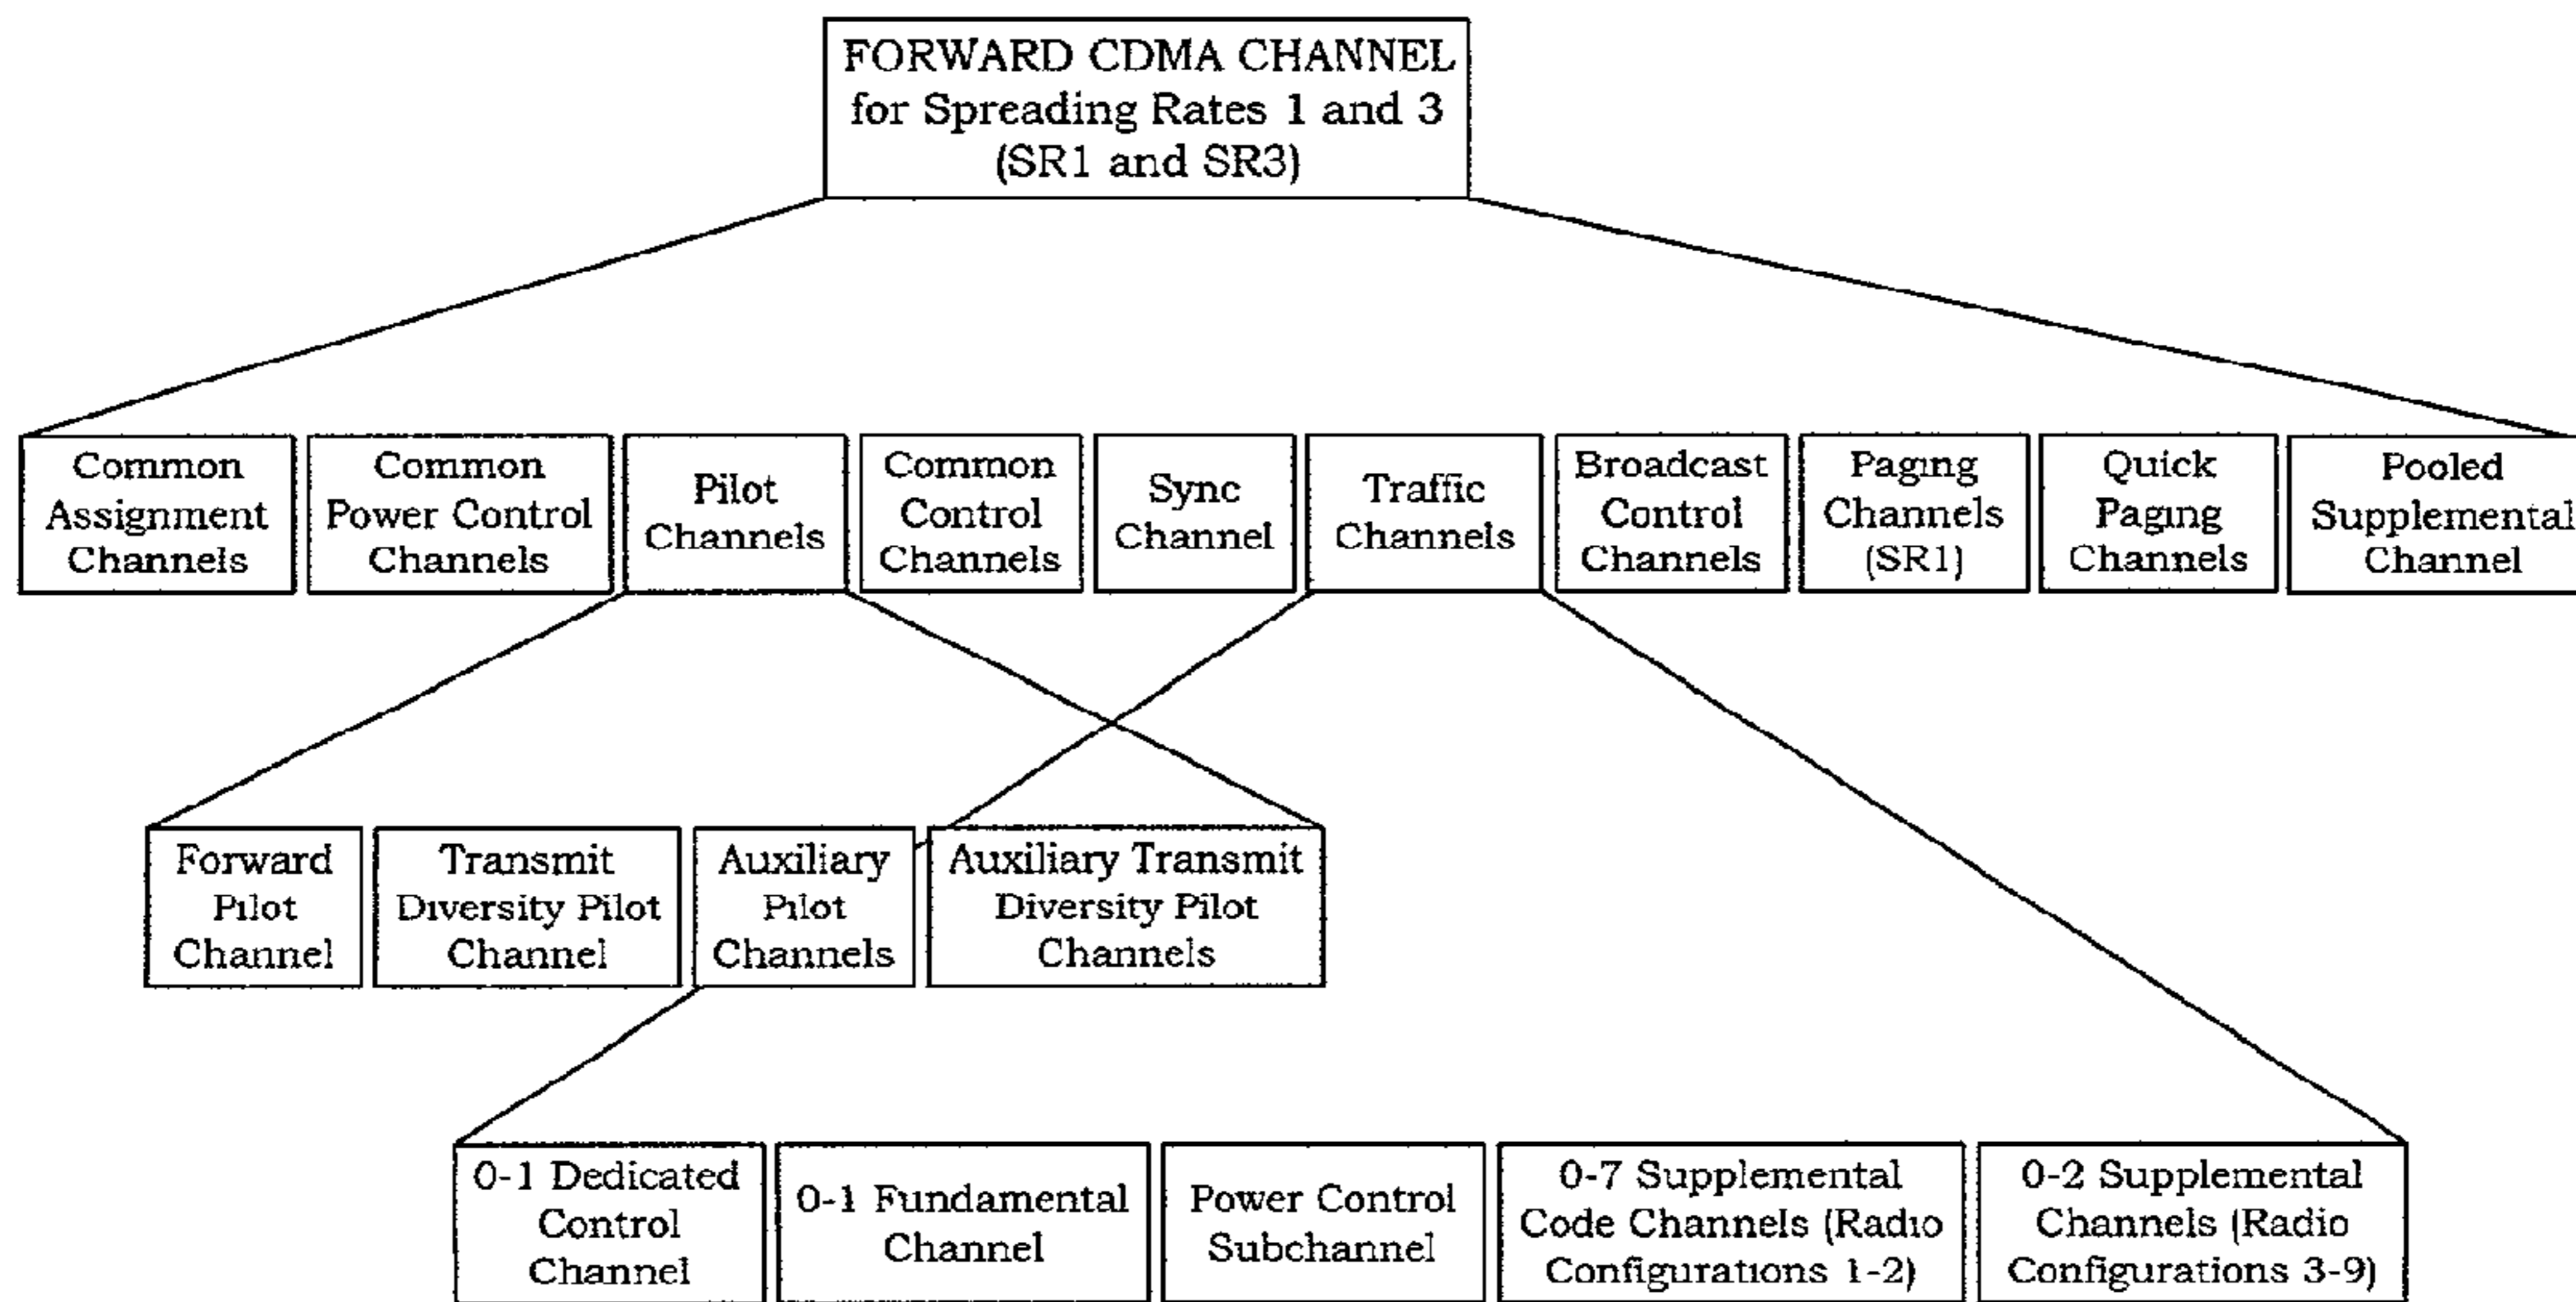 FORWARD CDMA CHANNEL
for Spreading Rates 1 and 3
(SR1 and SR3)
Common
Assignment
Channels
Common
Power Control
Channels
Pilot
Channels
Common
Control
Channels
Sync
Channel
Traffic
Channels
Broadcast
Control
Channels
Paging
Channels
(SR1)
Quick
Paging
Channels
Pooled
Supplemental
Channel
Forward
Pilot
Channel
Transmit
Diversity Pilot
Channel
Auxiliary
Pilot
Channels
Auxiliary Transmit
Diversity Pilot
Channels
0-1 Dedicated
Control
Channel
0-1 Fundamental
Channel
Power Control
Subchannel
0-7 Supplemental
Code Channels (Radio
Configurations 1-2)
0-2 Supplemental
Channels (Radio
Configurations 3-9)